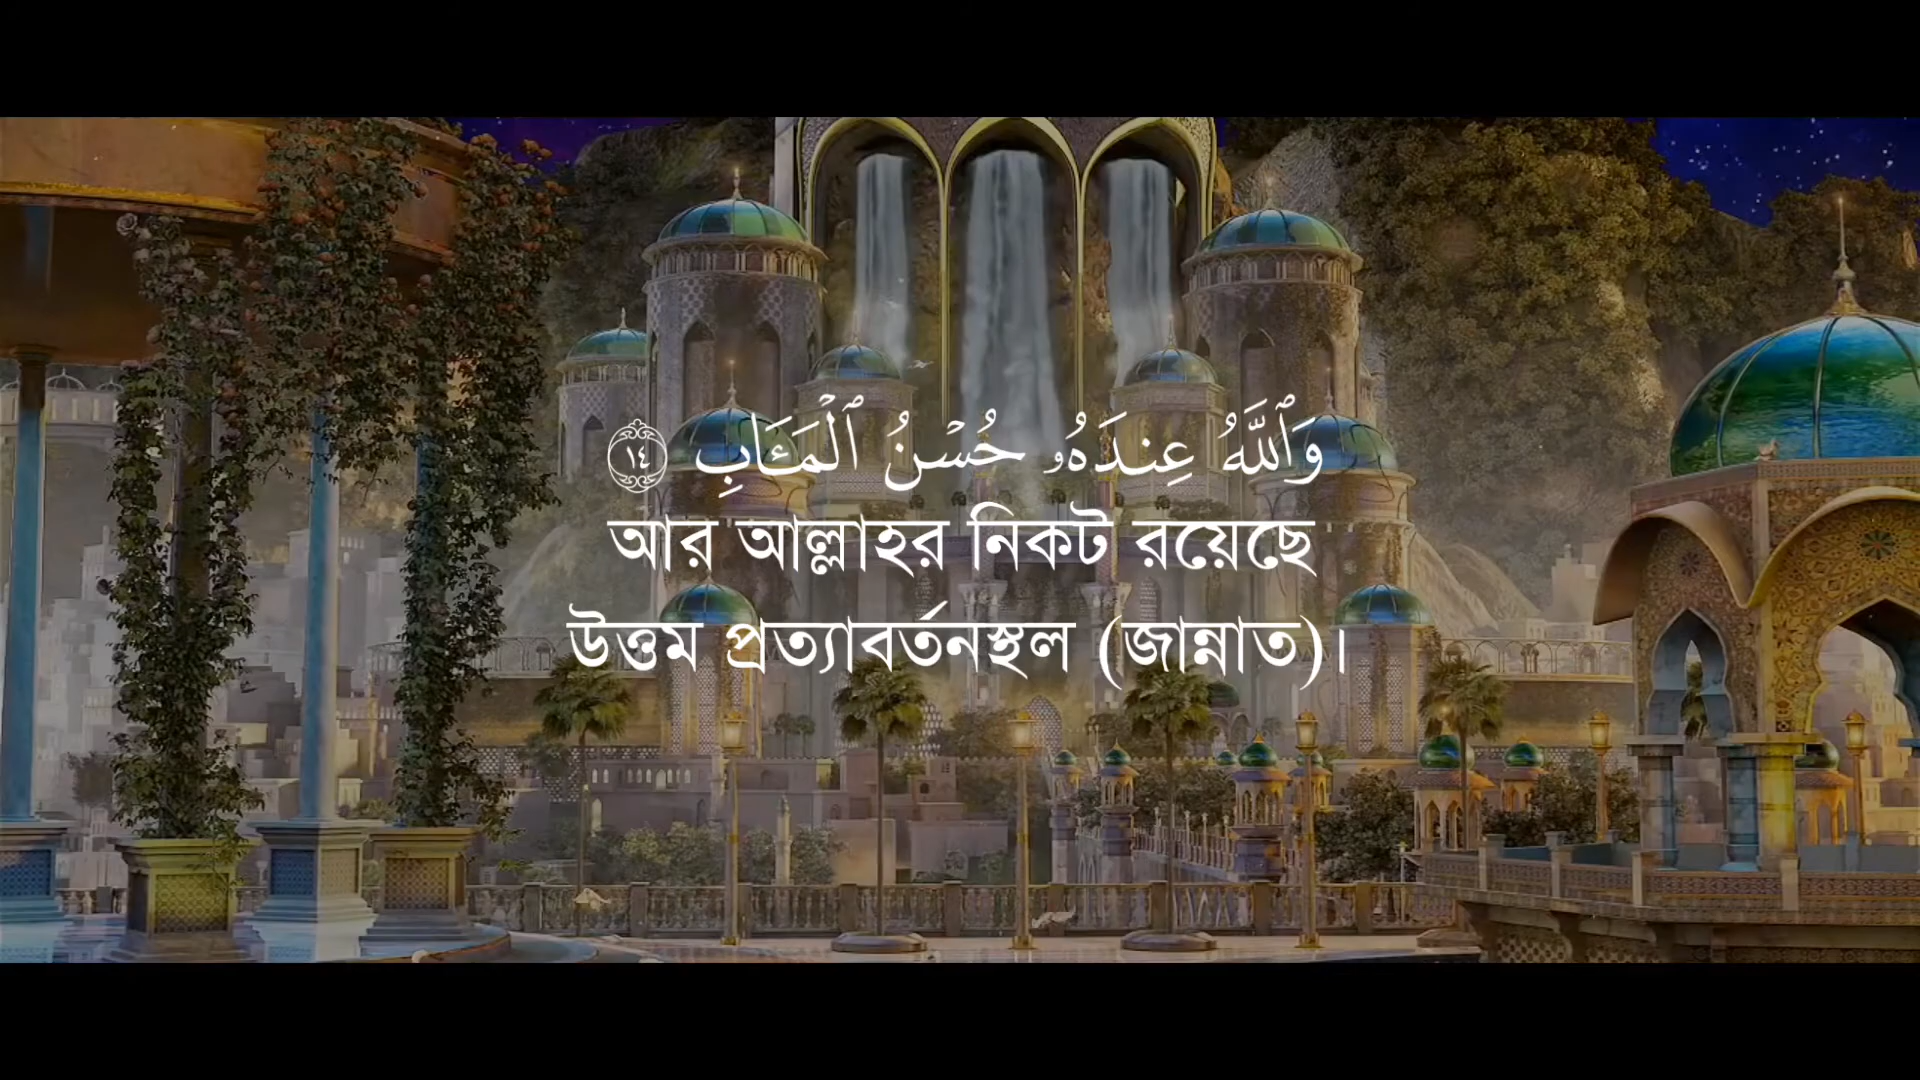 وَٱللَّهُ عِندَهُۥ حُسْنُ ٱلْمَـَٔابِ ١٤
আর আল্লাহর নিকট রয়েছে
উত্তম প্রত্যাবর্তনস্থল (জান্নাত)।